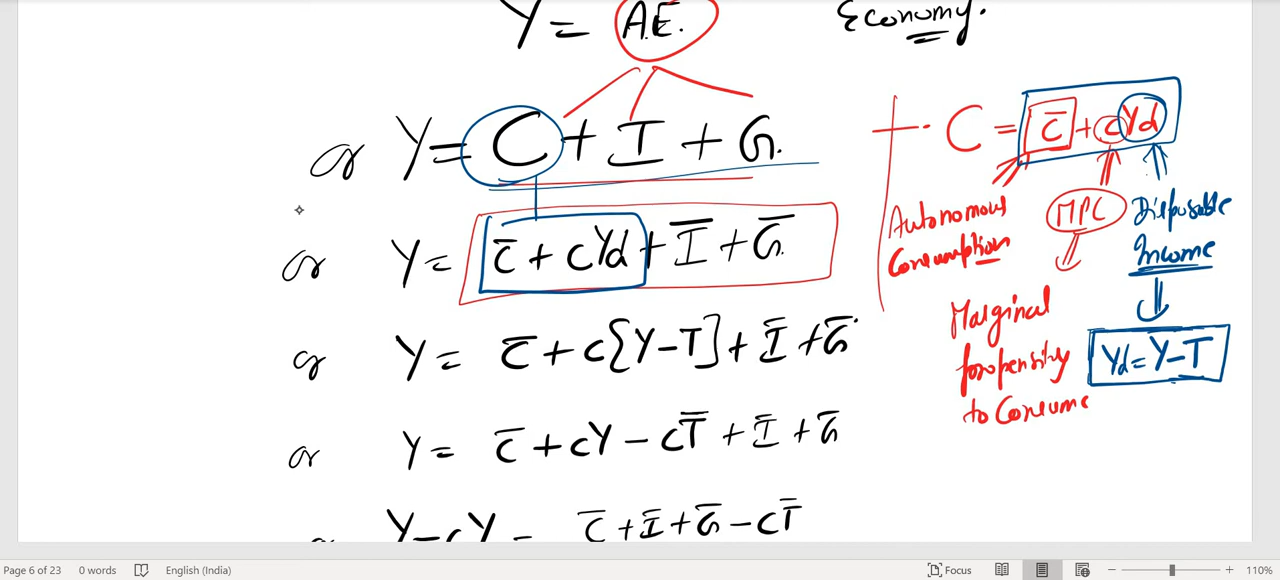 Y = A.E.
Economy.
or Y = C + I + G.
or Y = C̅ + cYd + I̅ + G̅.
or Y = C̅ + c[Y-T] + I̅ + G̅
or Y = C̅ + cY - cT̅ + I̅ + G̅
Y - cY = C̅ + I̅ + G̅ - cT̅
C = C̅ + cYd
Autonomous
Consumption
MPC
Marginal
Propensity
to Consume
Disposable
Income
Yd = Y-T
Page 6 of 23 0 words English (India) Focus 110%